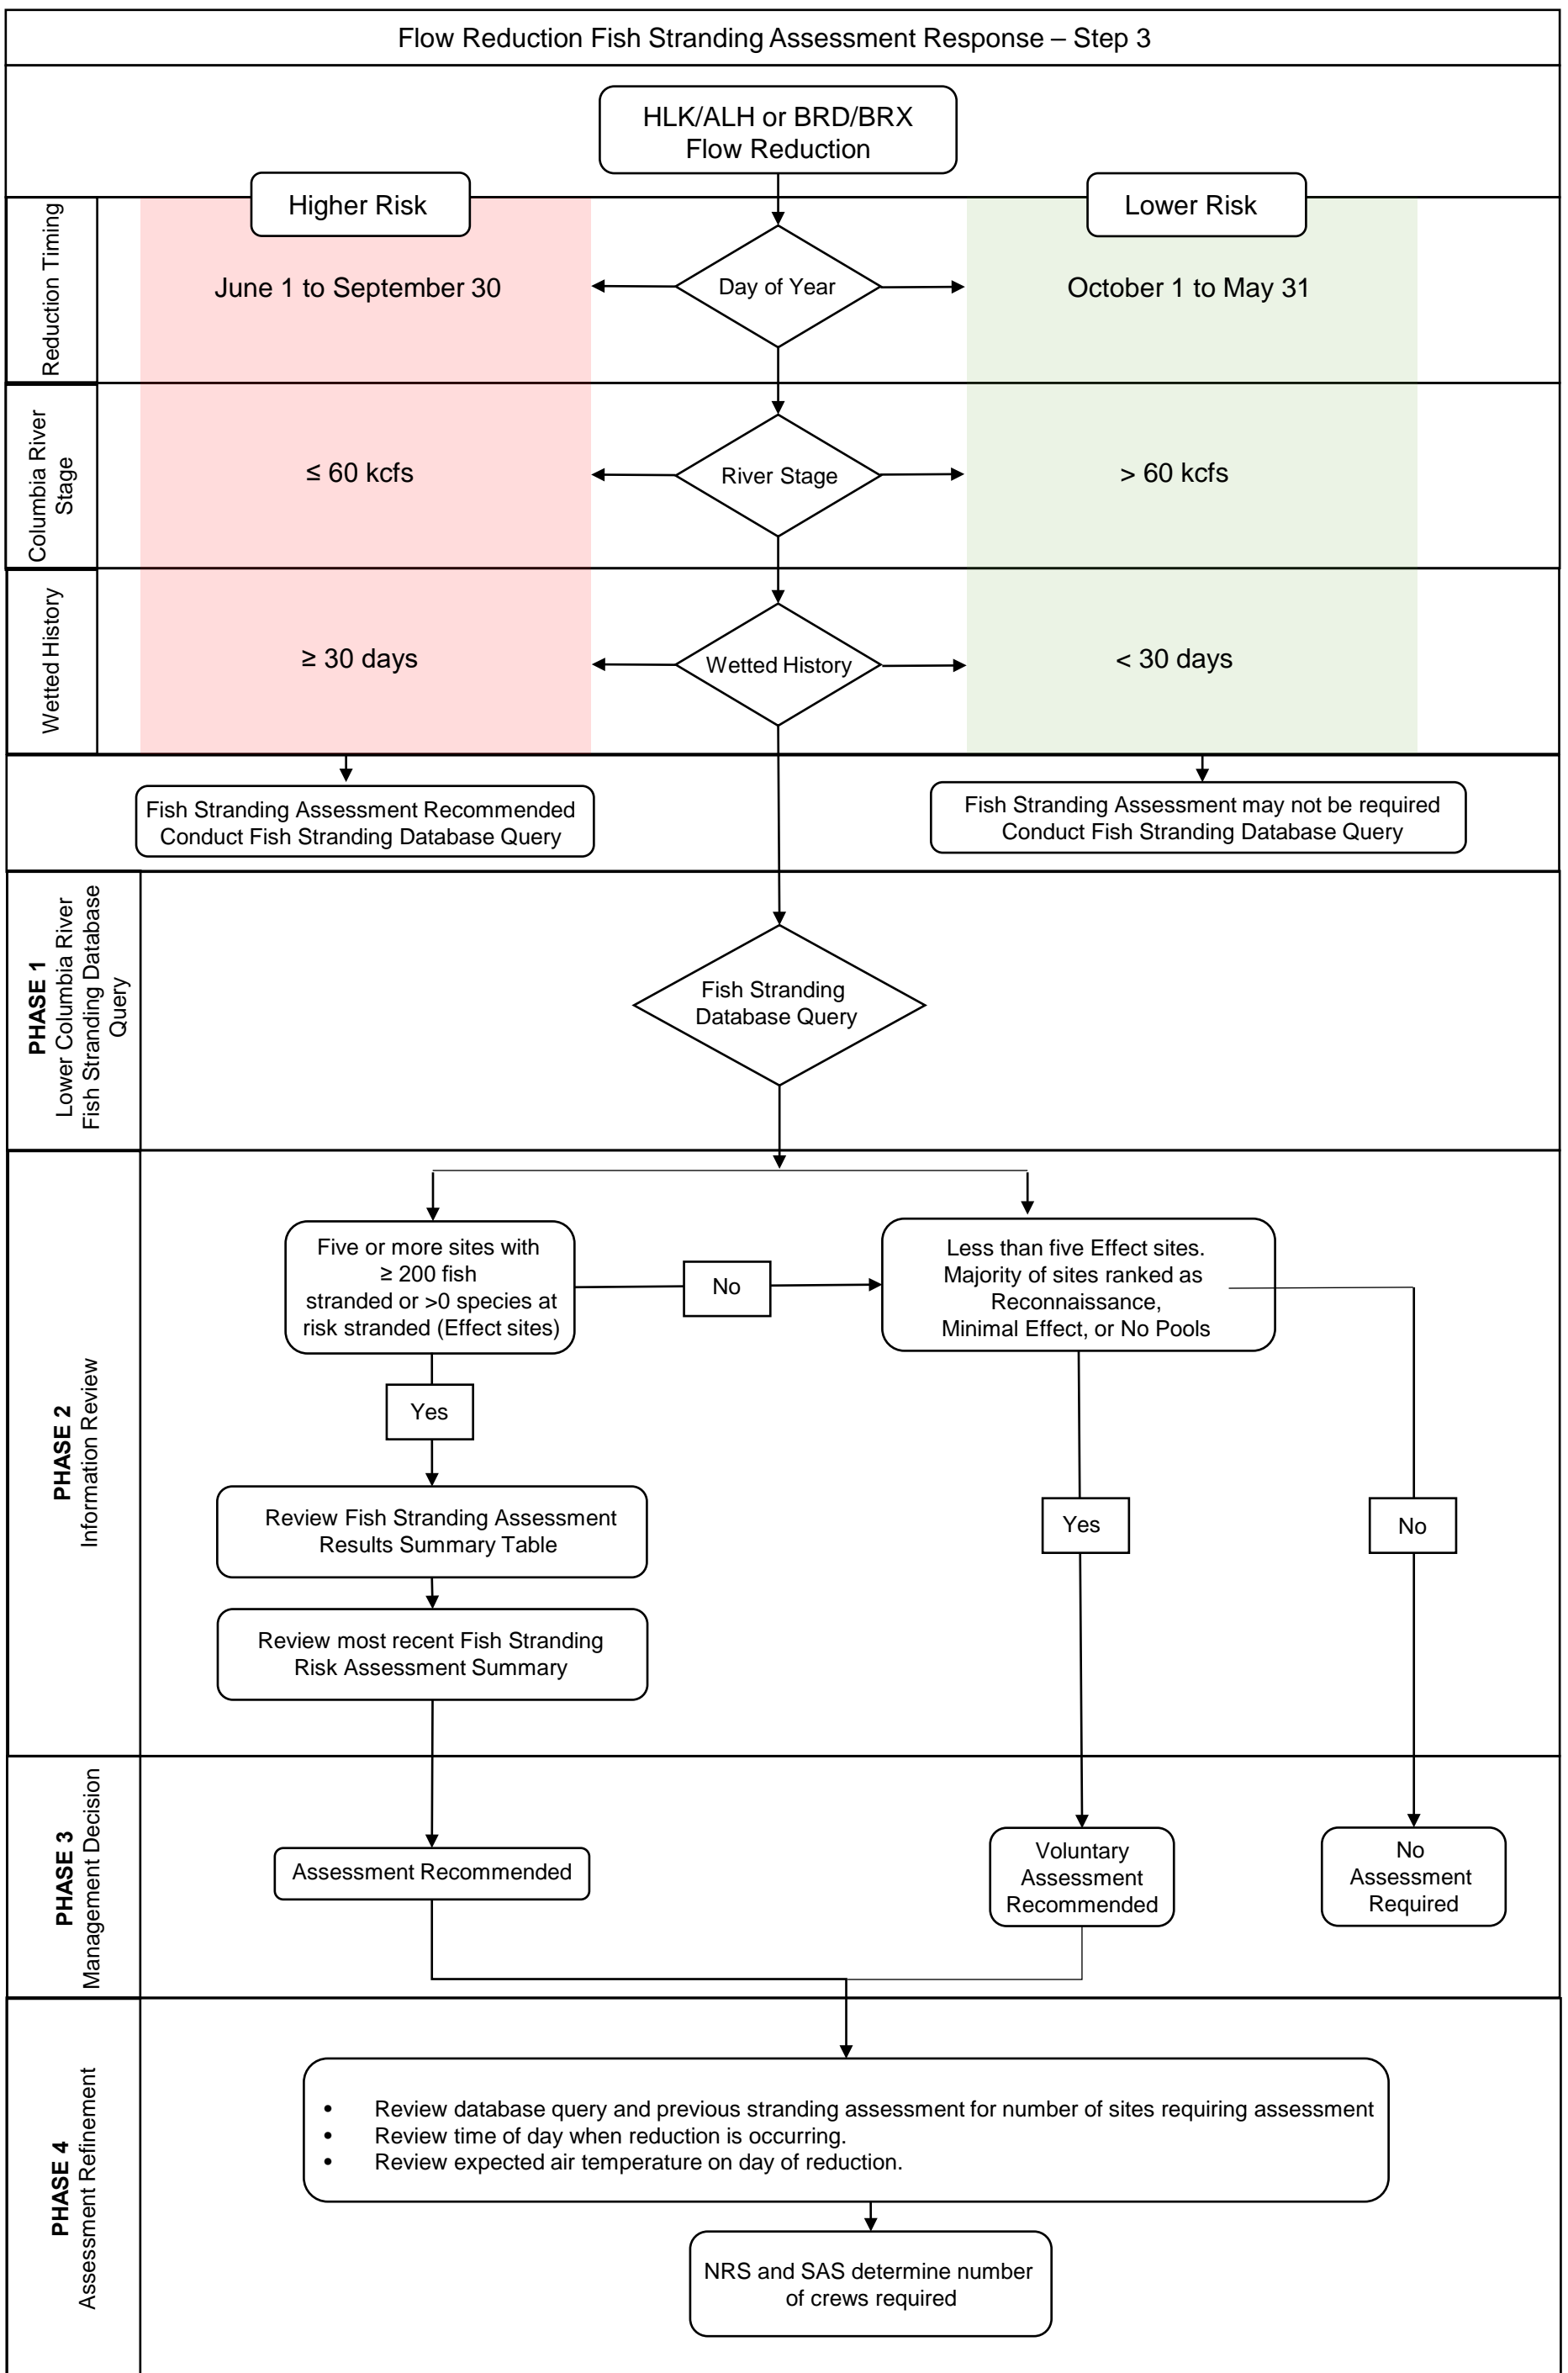 Flow Reduction Fish Stranding Assessment Response – Step 3
HLK/ALH or BRD/BRX
Flow Reduction
Higher Risk
Lower Risk
Reduction Timing
June 1 to September 30
Day of Year
October 1 to May 31
Columbia River
Stage
≤ 60 kcfs
River Stage
> 60 kcfs
Wetted History
≥ 30 days
Wetted History
< 30 days
Fish Stranding Assessment Recommended
Conduct Fish Stranding Database Query
Fish Stranding Assessment may not be required
Conduct Fish Stranding Database Query
PHASE 1
Lower Columbia River
Fish Stranding Database
Query
Fish Stranding
Database Query
PHASE 2
Information Review
Five or more sites with
≥ 200 fish
stranded or >0 species at
risk stranded (Effect sites)
No
Less than five Effect sites.
Majority of sites ranked as
Reconnaissance,
Minimal Effect, or No Pools
Yes
Review Fish Stranding Assessment
Results Summary Table
Yes
No
Review most recent Fish Stranding
Risk Assessment Summary
PHASE 3
Management Decision
Assessment Recommended
Voluntary
Assessment
Recommended
No
Assessment
Required
PHASE 4
Assessment Refinement
• Review database query and previous stranding assessment for number of sites requiring assessment
• Review time of day when reduction is occurring.
• Review expected air temperature on day of reduction.
NRS and SAS determine number
of crews required